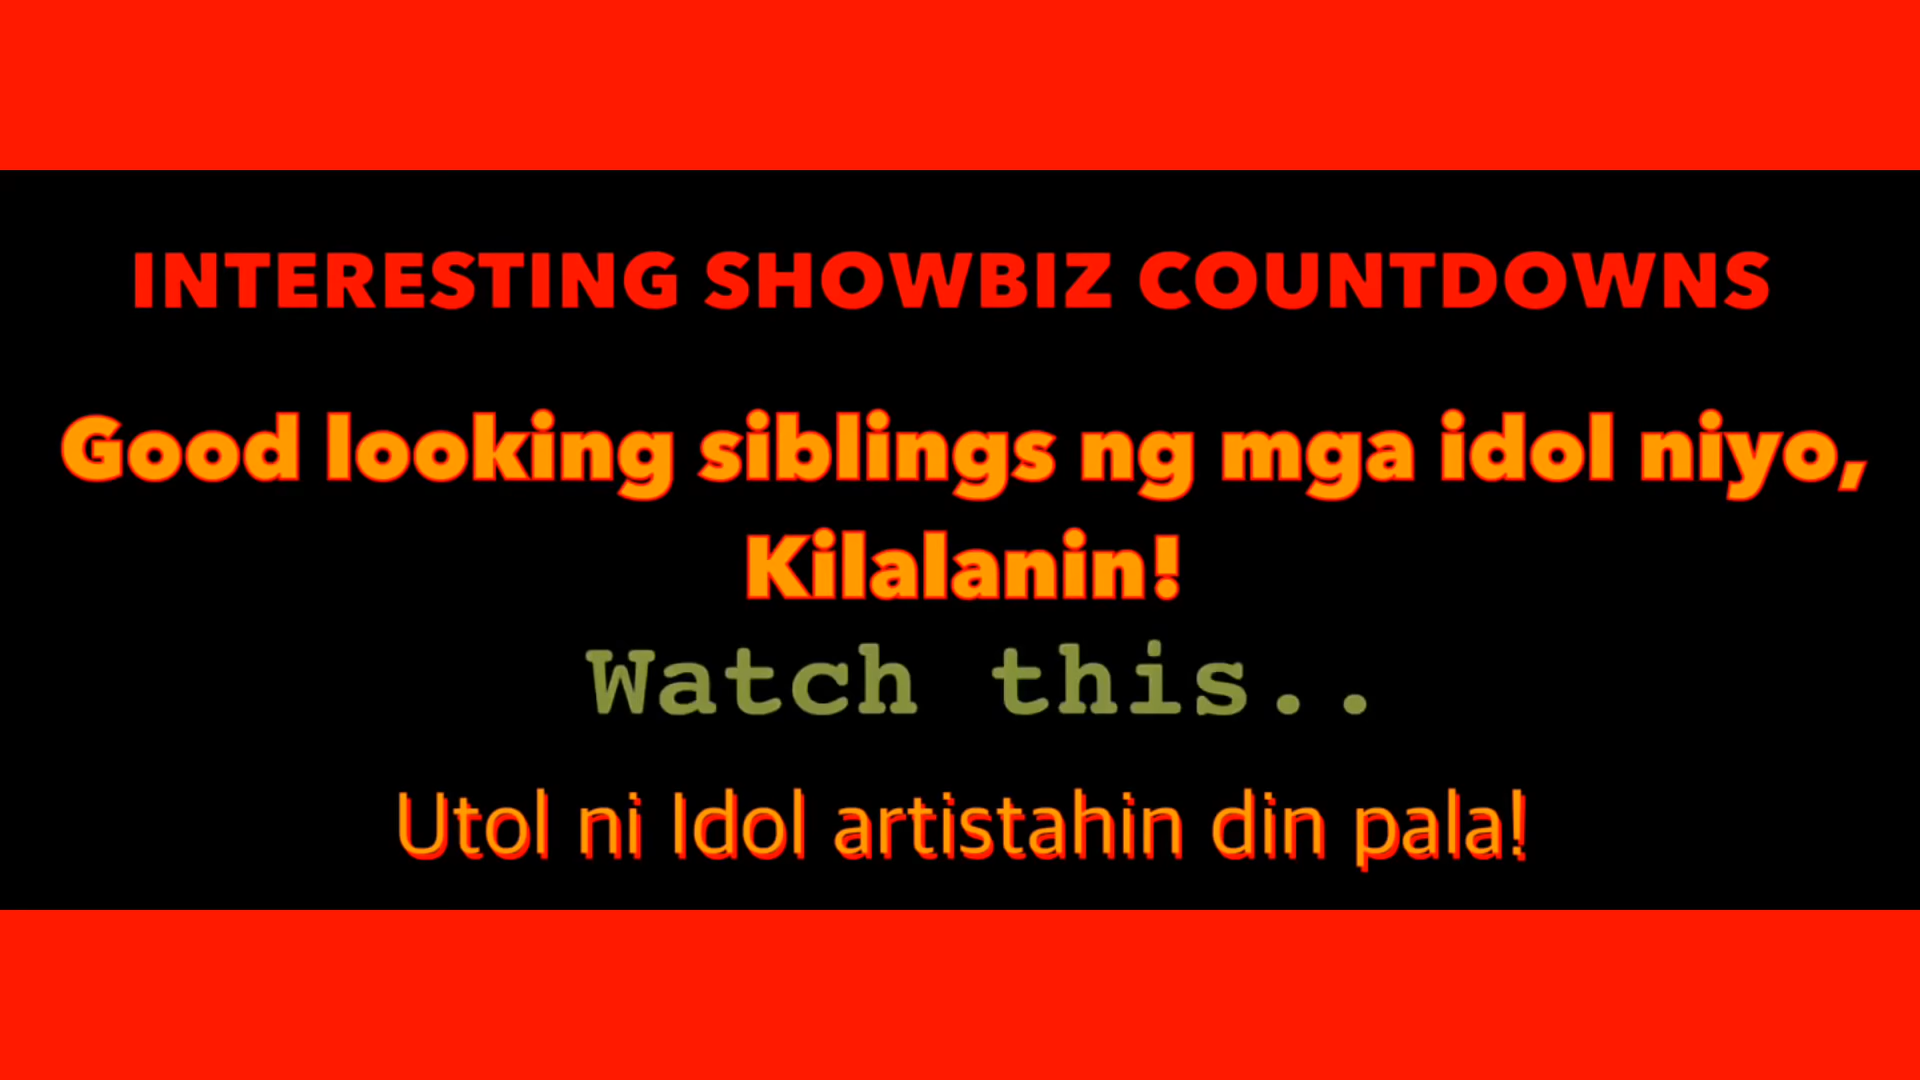 INTERESTING SHOWBIZ COUNTDOWNS
Good looking siblings ng mga idol niyo,
Kilalanin!
Watch this..
Utol ni Idol artistahin din pala!